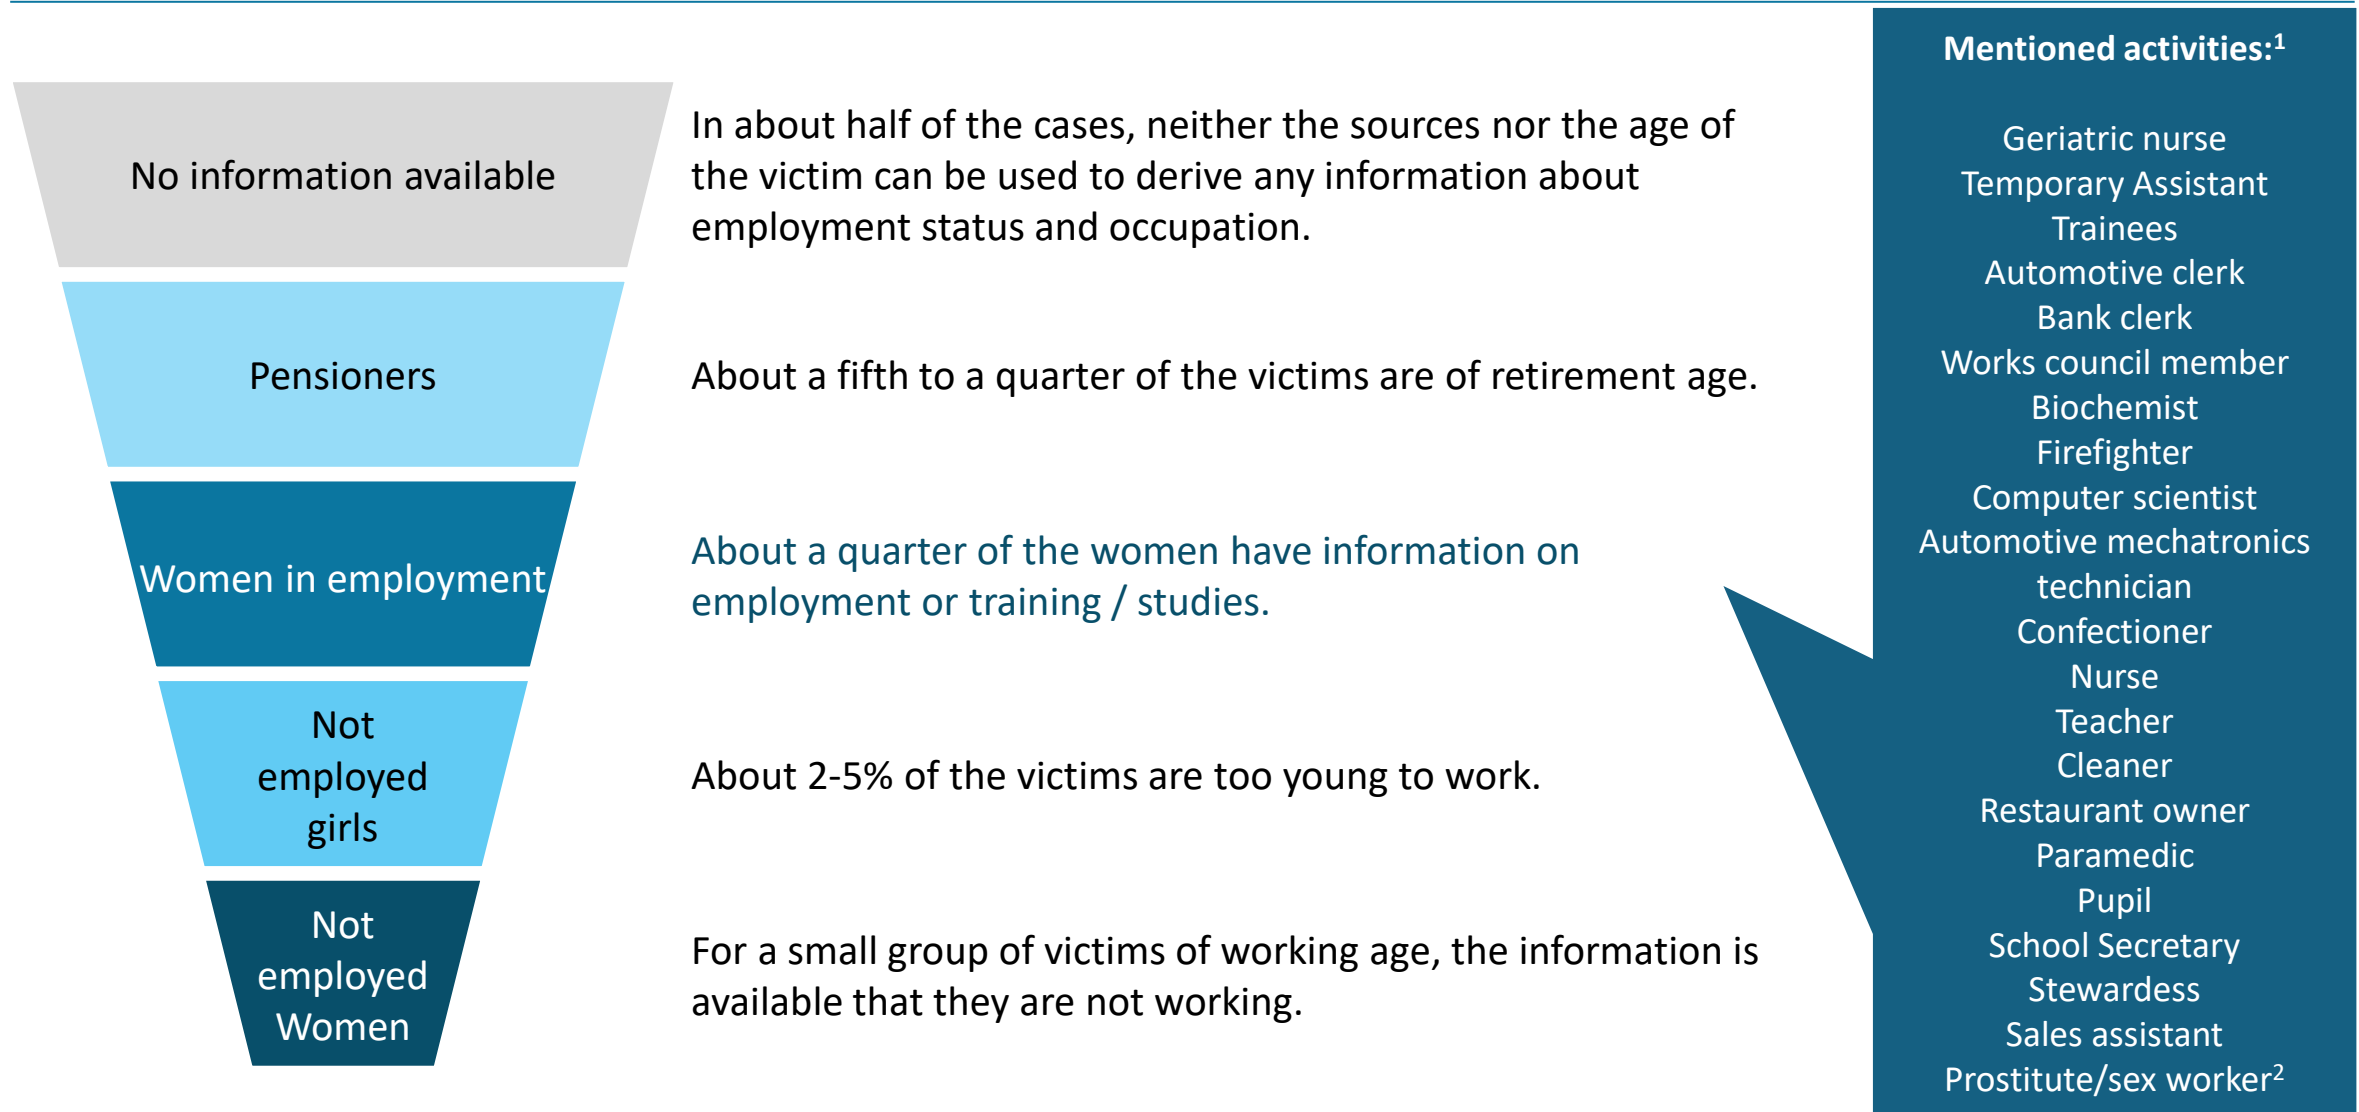 No information available
In about half of the cases, neither the sources nor the age of
the victim can be used to derive any information about
employment status and occupation.
Pensioners
About a fifth to a quarter of the victims are of retirement age.
Women in employment
About a quarter of the women have information on
employment or training / studies.
Not
employed
girls
About 2-5% of the victims are too young to work.
Not
employed
Women
For a small group of victims of working age, the information is
available that they are not working.
Mentioned activities:¹
Geriatric nurse
Temporary Assistant
Trainees
Automotive clerk
Bank clerk
Works council member
Biochemist
Firefighter
Computer scientist
Automotive mechatronics
technician
Confectioner
Nurse
Teacher
Cleaner
Restaurant owner
Paramedic
Pupil
School Secretary
Stewardess
Sales assistant
Prostitute/sex worker²